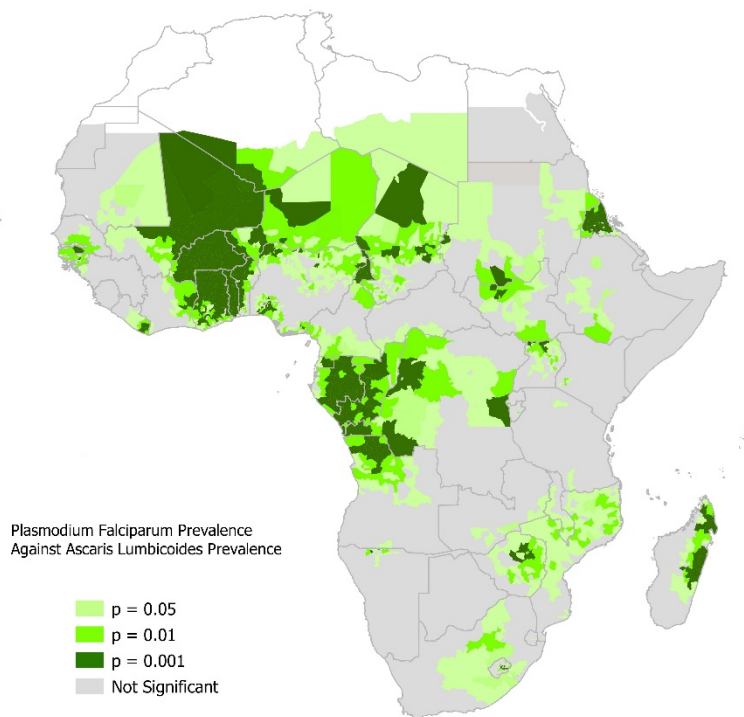 Plasmodium Falciparum Prevalence
Against Ascaris Lumbicoides Prevalence
p = 0.05
p = 0.01
p = 0.001
Not Significant